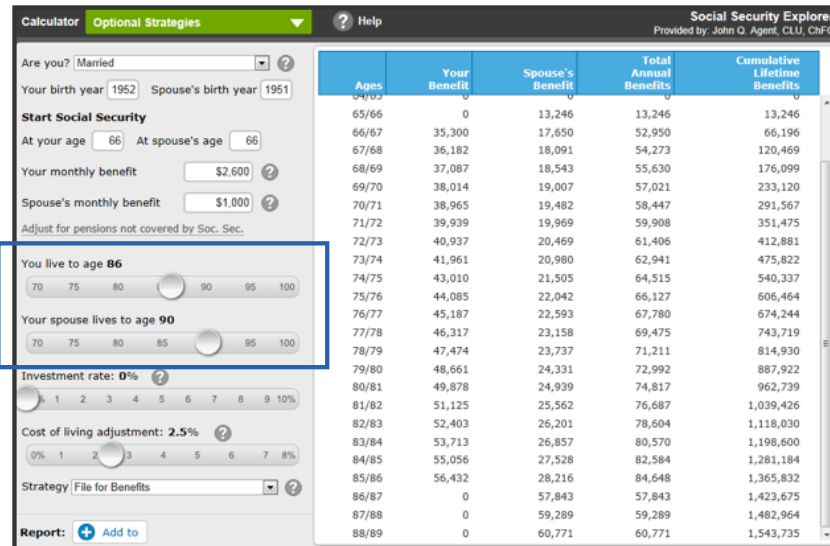 Calculator Optional Strategies
? Help
Social Security Explore
Provided by: John Q. Agent, CLU, ChFC
Are you? Married ?
Your birth year 1952 Spouse's birth year 1951
Start Social Security
At your age 66 At spouse's age 66
Your monthly benefit $2,600 ?
Spouse's monthly benefit $1,000 ?
Adjust for pensions not covered by Soc. Sec.
You live to age 86
70 75 80 90 95 100
Your spouse lives to age 90
70 75 80 85 95 100
Investment rate: 0% ?
% 1 2 3 4 5 6 7 8 9 10%
Cost of living adjustment: 2.5% ?
0% 1 2 3 4 5 6 7 8%
Strategy File for Benefits ?
Report: + Add to
Ages Your Benefit Spouse's Benefit Total Annual Benefits Cumulative Lifetime Benefits
64/65 0 0 0 0
65/66 0 13,246 13,246 13,246
66/67 35,300 17,650 52,950 66,196
67/68 36,182 18,091 54,273 120,469
68/69 37,087 18,543 55,630 176,099
69/70 38,014 19,007 57,021 233,120
70/71 38,965 19,482 58,447 291,567
71/72 39,939 19,969 59,908 351,475
72/73 40,937 20,469 61,406 412,881
73/74 41,961 20,980 62,941 475,822
74/75 43,010 21,505 64,515 540,337
75/76 44,085 22,042 66,127 606,464
76/77 45,187 22,593 67,780 674,244
77/78 46,317 23,158 69,475 743,719
78/79 47,474 23,737 71,211 814,930
79/80 48,661 24,331 72,992 887,922
80/81 49,878 24,939 74,817 962,739
81/82 51,125 25,562 76,687 1,039,426
82/83 52,403 26,201 78,604 1,118,030
83/84 53,713 26,857 80,570 1,198,600
84/85 55,056 27,528 82,584 1,281,184
85/86 56,432 28,216 84,648 1,365,832
86/87 0 57,843 57,843 1,423,675
87/88 0 59,289 59,289 1,482,964
88/89 0 60,771 60,771 1,543,735